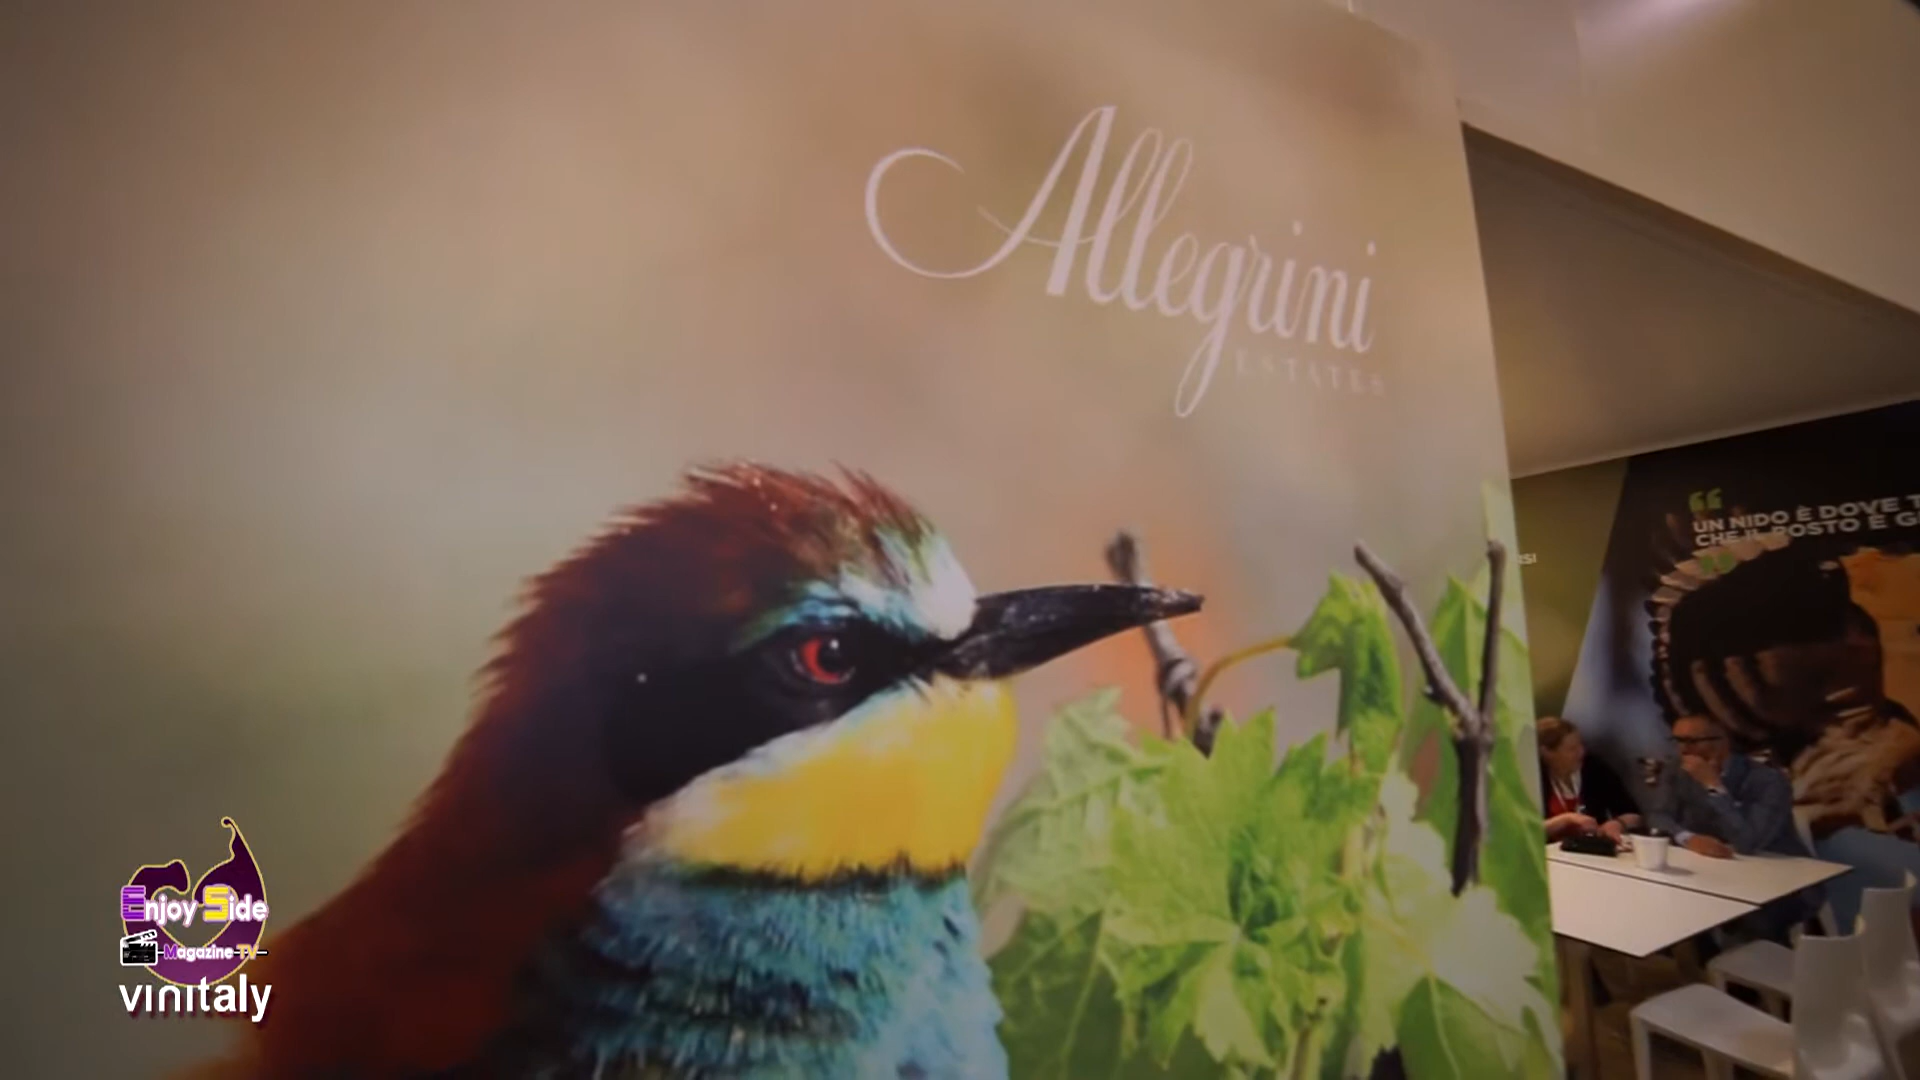 Allegrini
ESTATES
“
UN NIDO È DOVE
CHE IL POSTO È
Enjoy Side
Magazine TV
vinitaly